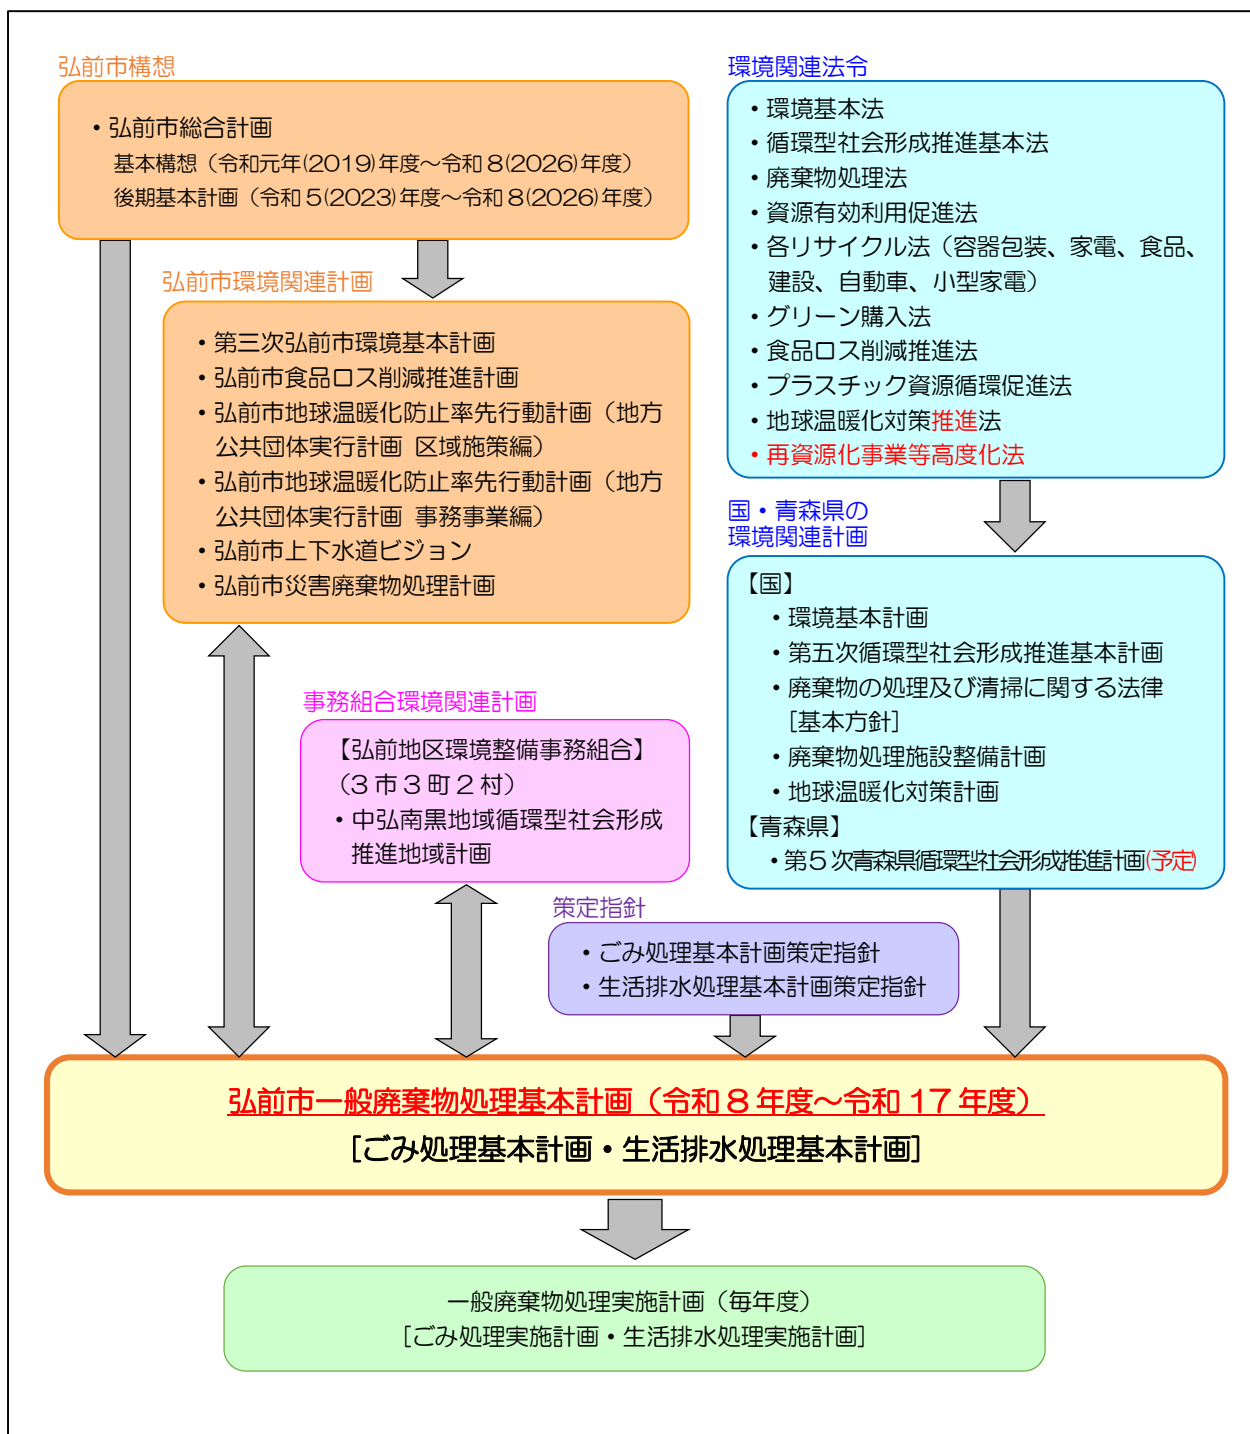 弘前市構想
・弘前市総合計画
基本構想（令和元年(2019)年度～令和8(2026)年度）
後期基本計画（令和5(2023)年度～令和8(2026)年度）
弘前市環境関連計画
・第三次弘前市環境基本計画
・弘前市食品ロス削減推進計画
・弘前市地球温暖化防止率先行動計画（地方
公共団体実行計画 区域施策編）
・弘前市地球温暖化防止率先行動計画（地方
公共団体実行計画 事務事業編）
・弘前市上下水道ビジョン
・弘前市災害廃棄物処理計画
事務組合環境関連計画
【弘前地区環境整備事務組合】
（3市3町2村）
・中弘南黒地域循環型社会形成
推進地域計画
環境関連法令
・環境基本法
・循環型社会形成推進基本法
・廃棄物処理法
・資源有効利用促進法
・各リサイクル法（容器包装、家電、食品、
建設、自動車、小型家電）
・グリーン購入法
・食品ロス削減推進法
・プラスチック資源循環促進法
・地球温暖化対策推進法
・再資源化事業等高度化法
国・青森県の
環境関連計画
【国】
・環境基本計画
・第五次循環型社会形成推進基本計画
・廃棄物の処理及び清掃に関する法律
[基本方針]
・廃棄物処理施設整備計画
・地球温暖化対策計画
【青森県】
・第5次青森県循環型社会形成推進計画(予定)
策定指針
・ごみ処理基本計画策定指針
・生活排水処理基本計画策定指針
弘前市一般廃棄物処理基本計画（令和8年度～令和17年度）
[ごみ処理基本計画・生活排水処理基本計画]
一般廃棄物処理実施計画（毎年度）
[ごみ処理実施計画・生活排水処理実施計画]